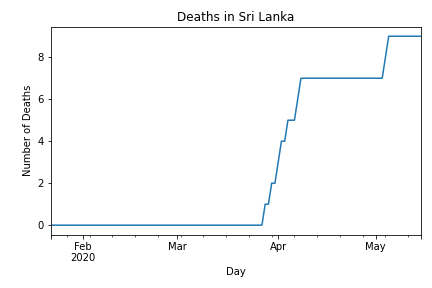 Deaths in Sri Lanka
Number of Deaths
8
6
4
2
0
Feb
2020
Mar
Apr
May
Day